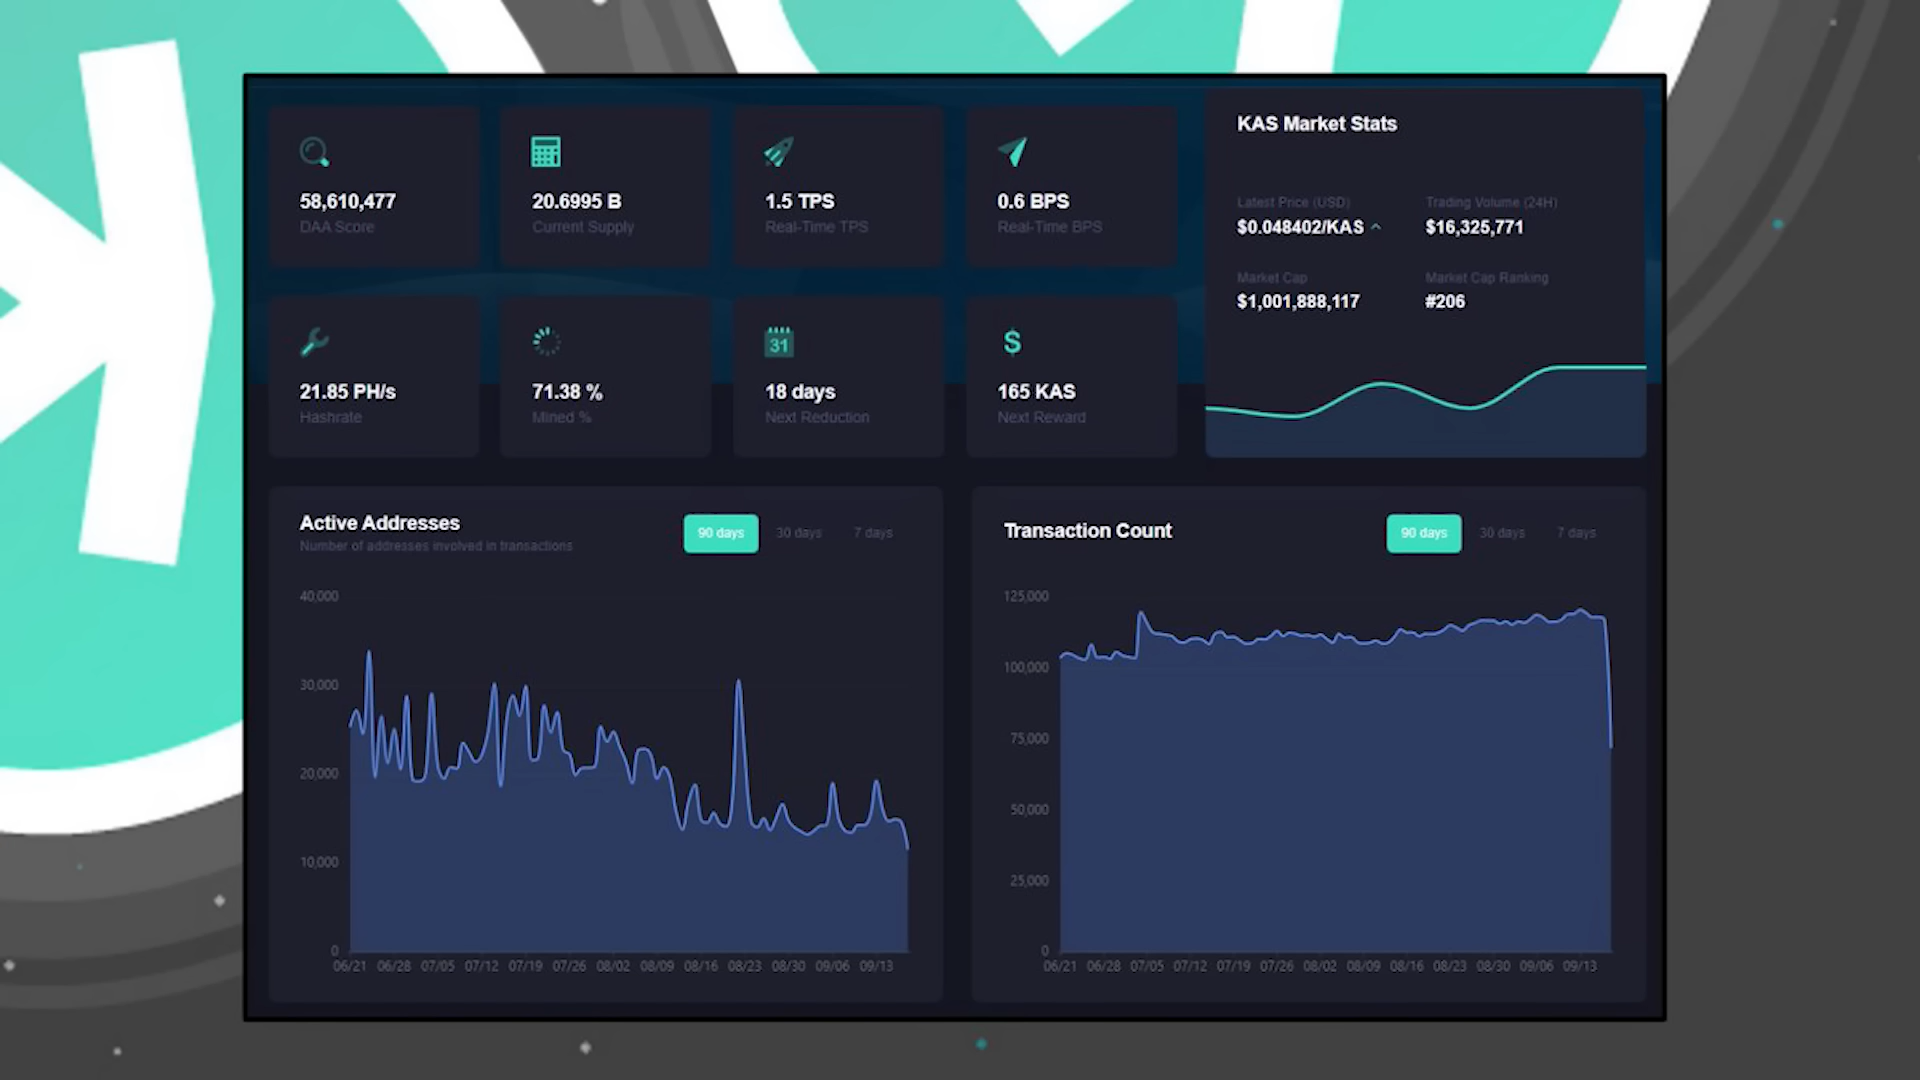 58,610,477
DAA Score
20.6995 B
Current Supply
1.5 TPS
Real-Time TPS
0.6 BPS
Real-Time BPS
21.85 PH/s
Hashrate
71.38 %
Mined %
31
18 days
Next Reduction
$
165 KAS
Next Reward
KAS Market Stats
Latest Price (USD)
$0.048402/KAS
Trading Volume (24H)
$16,325,771
Market Cap
$1,001,888,117
Market Cap Ranking
#206
Active Addresses
Number of addresses involved in transactions
90 days 30 days 7 days
40,000
30,000
20,000
10,000
0
06/21 06/28 07/05 07/12 07/19 07/26 08/02 08/09 08/16 08/23 08/30 09/06 09/13
Transaction Count
90 days 30 days 7 days
125,000
100,000
75,000
50,000
25,000
0
06/21 06/28 07/05 07/12 07/19 07/26 08/02 08/09 08/16 08/23 08/30 09/06 09/13